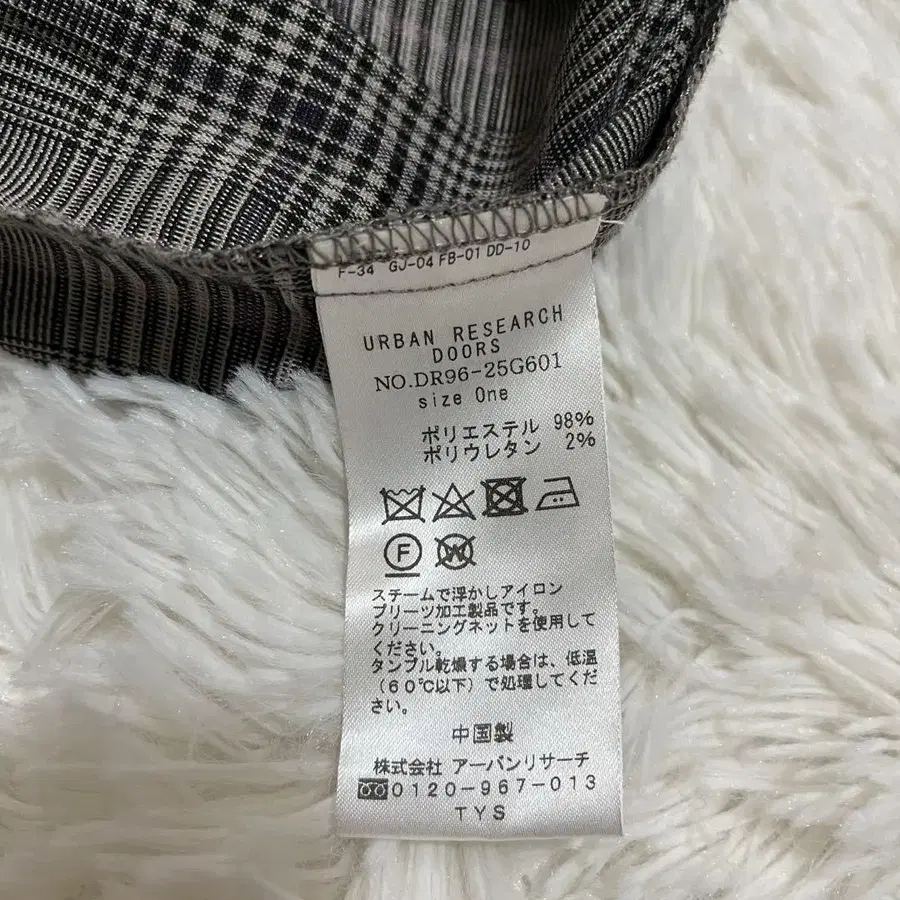 F-34 GJ-04 FB-01 DD-10
URBAN RESEARCH
DOORS
NO.DR96-25G601
size One
ポリエステル 98%
ポリウレタン 2%
F
W
スチームで浮かしアイロン
プリーツ加工製品です。
クリーニングネットを使用して
ください。
タンブル乾燥する場合は、低温
(60℃以下)で処理してくだ
さい。
中国製
株式会社 アーバンリサーチ
0120-967-013
TYS